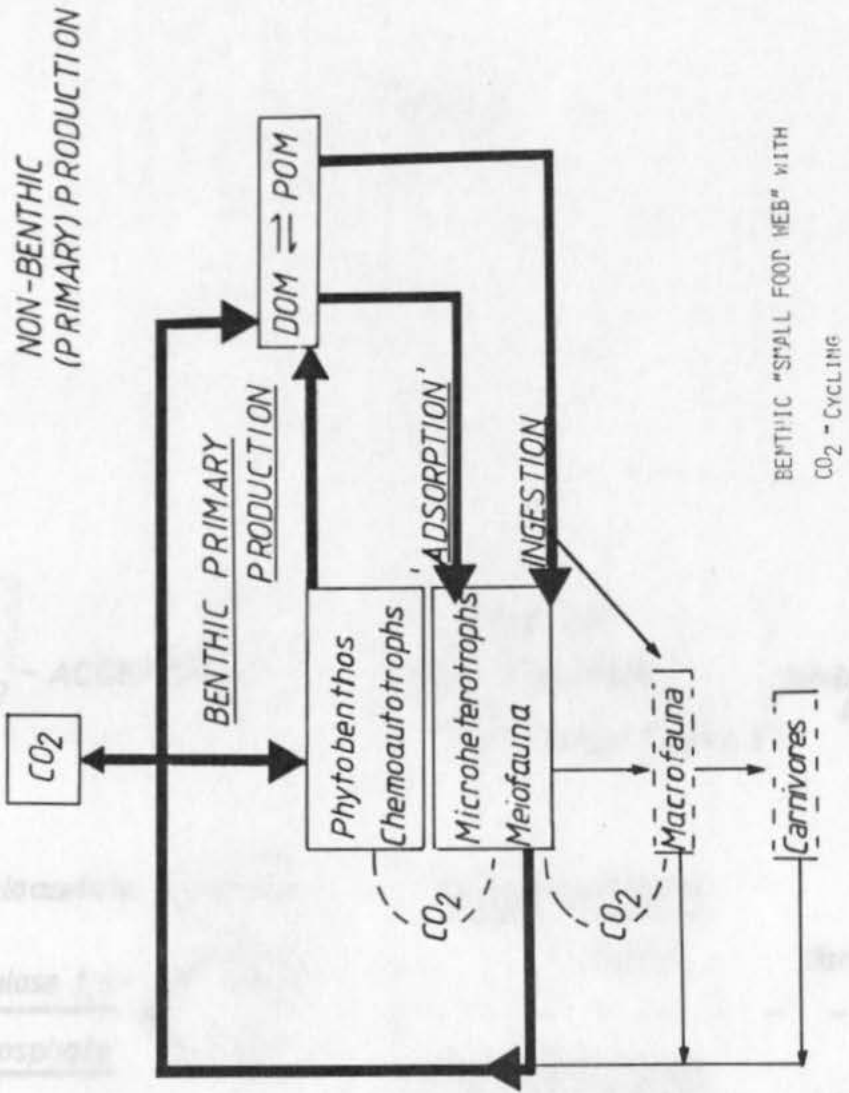 NON-BENTHIC
(PRIMARY) PRODUCTION
CO₂
BENTHIC PRIMARY
PRODUCTION
DOM ⇌ POM
Phytobenthos
Chemoautotrophs
'ADSORPTION'
CO₂
Microheterotrophs
Meiofauna
INGESTION
CO₂
Macrofauna
Carnivores
BENTHIC "SMALL FOOD WEB" WITH
CO₂ - CYCLING